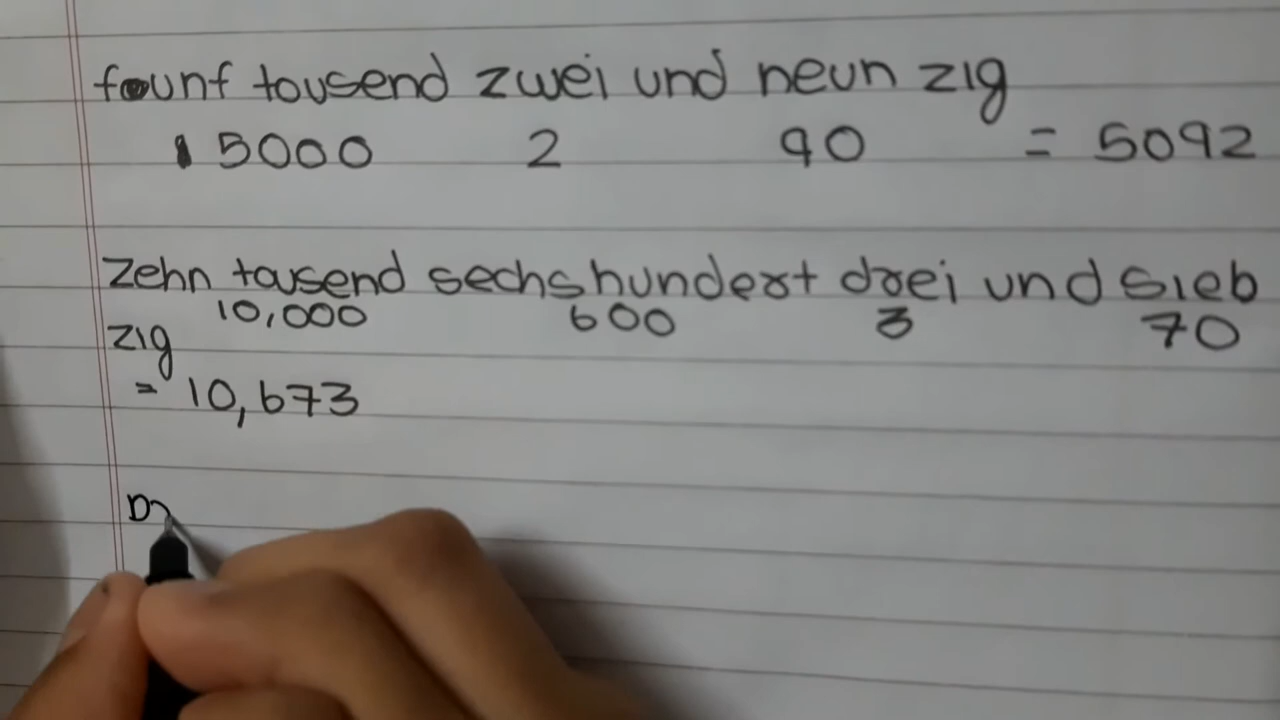 founf tousend zwei und neun zig
5000 2 90 = 5092
zehn tausend sechshundert drei und sieb
10,000 600 3 70
zig
= 10,673
D